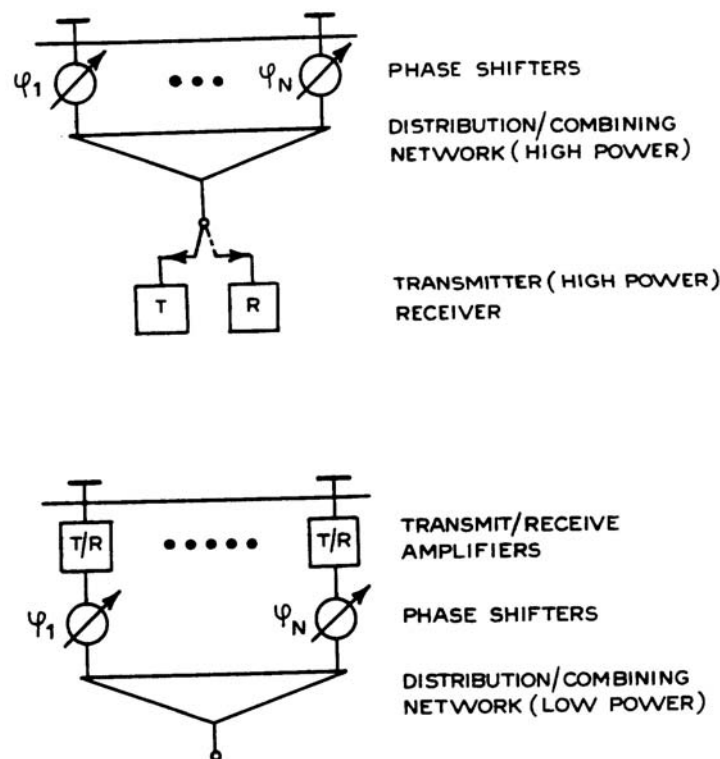 φ1
φN
PHASE SHIFTERS
DISTRIBUTION/COMBINING
NETWORK (HIGH POWER)
T
R
TRANSMITTER (HIGH POWER)
RECEIVER
T/R
T/R
TRANSMIT/RECEIVE
AMPLIFIERS
φ1
φN
PHASE SHIFTERS
DISTRIBUTION/COMBINING
NETWORK (LOW POWER)